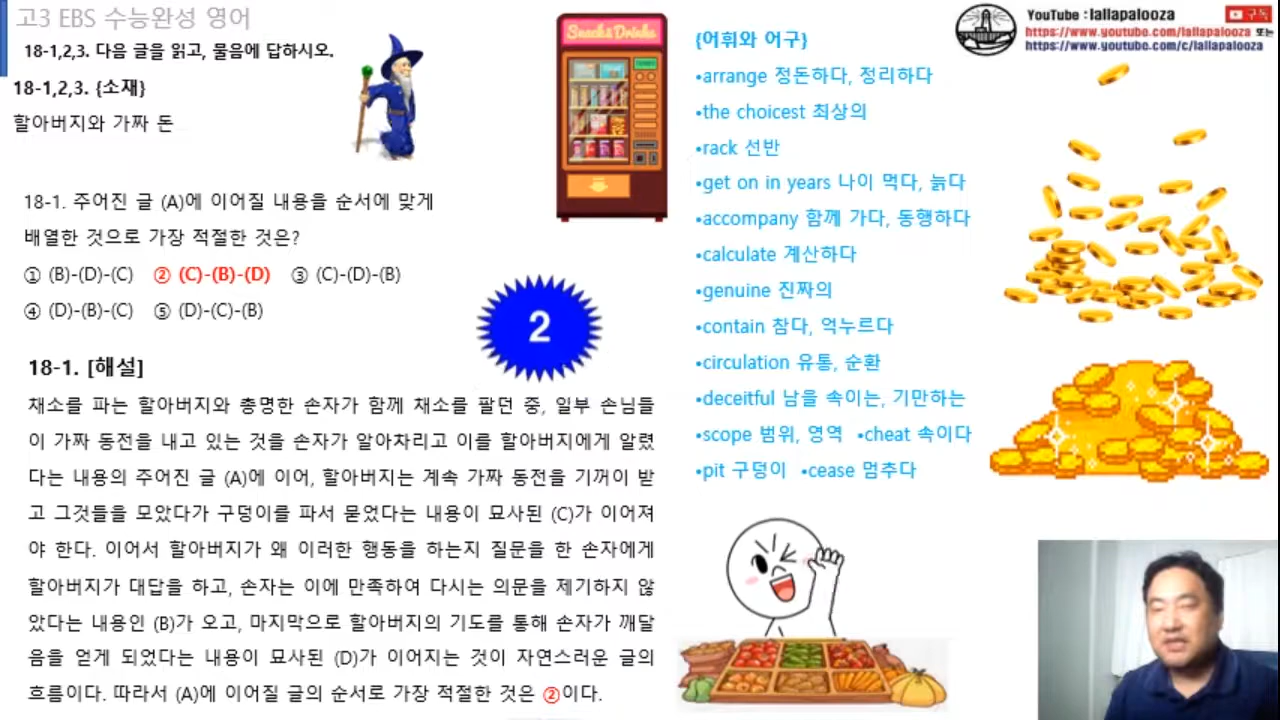 고3 EBS 수능완성 영어
18-1,2,3. 다음 글을 읽고, 물음에 답하시오.
18-1,2,3. {소재}
할아버지와 가짜 돈
18-1. 주어진 글 (A)에 이어질 내용을 순서에 맞게
배열한 것으로 가장 적절한 것은?
① (B)-(D)-(C) ② (C)-(B)-(D) ③ (C)-(D)-(B)
④ (D)-(B)-(C) ⑤ (D)-(C)-(B)
2
18-1. [해설]
채소를 파는 할아버지와 총명한 손자가 함께 채소를 팔던 중, 일부 손님들
이 가짜 동전을 내고 있는 것을 손자가 알아차리고 이를 할아버지에게 알렸
다는 내용의 주어진 글 (A)에 이어, 할아버지는 계속 가짜 동전을 기꺼이 받
고 그것들을 모았다가 구덩이를 파서 묻었다는 내용이 묘사된 (C)가 이어져
야 한다. 이어서 할아버지가 왜 이러한 행동을 하는지 질문을 한 손자에게
할아버지가 대답을 하고, 손자는 이에 만족하여 다시는 의문을 제기하지 않
았다는 내용인 (B)가 오고, 마지막으로 할아버지의 기도를 통해 손자가 깨달
음을 얻게 되었다는 내용이 묘사된 (D)가 이어지는 것이 자연스러운 글의
흐름이다. 따라서 (A)에 이어질 글의 순서로 가장 적절한 것은 ②이다.
Snacks&Drinks
{어휘와 어구}
•arrange 정돈하다, 정리하다
•the choicest 최상의
•rack 선반
•get on in years 나이 먹다, 늙다
•accompany 함께 가다, 동행하다
•calculate 계산하다
•genuine 진짜의
•contain 참다, 억누르다
•circulation 유통, 순환
•deceitful 남을 속이는, 기만하는
•scope 범위, 영역 •cheat 속이다
•pit 구덩이 •cease 멈추다
YouTube : lallapalooza
구독
https://www.youtube.com/lallapalooza 또는
https://www.youtube.com/c/lallapalooza